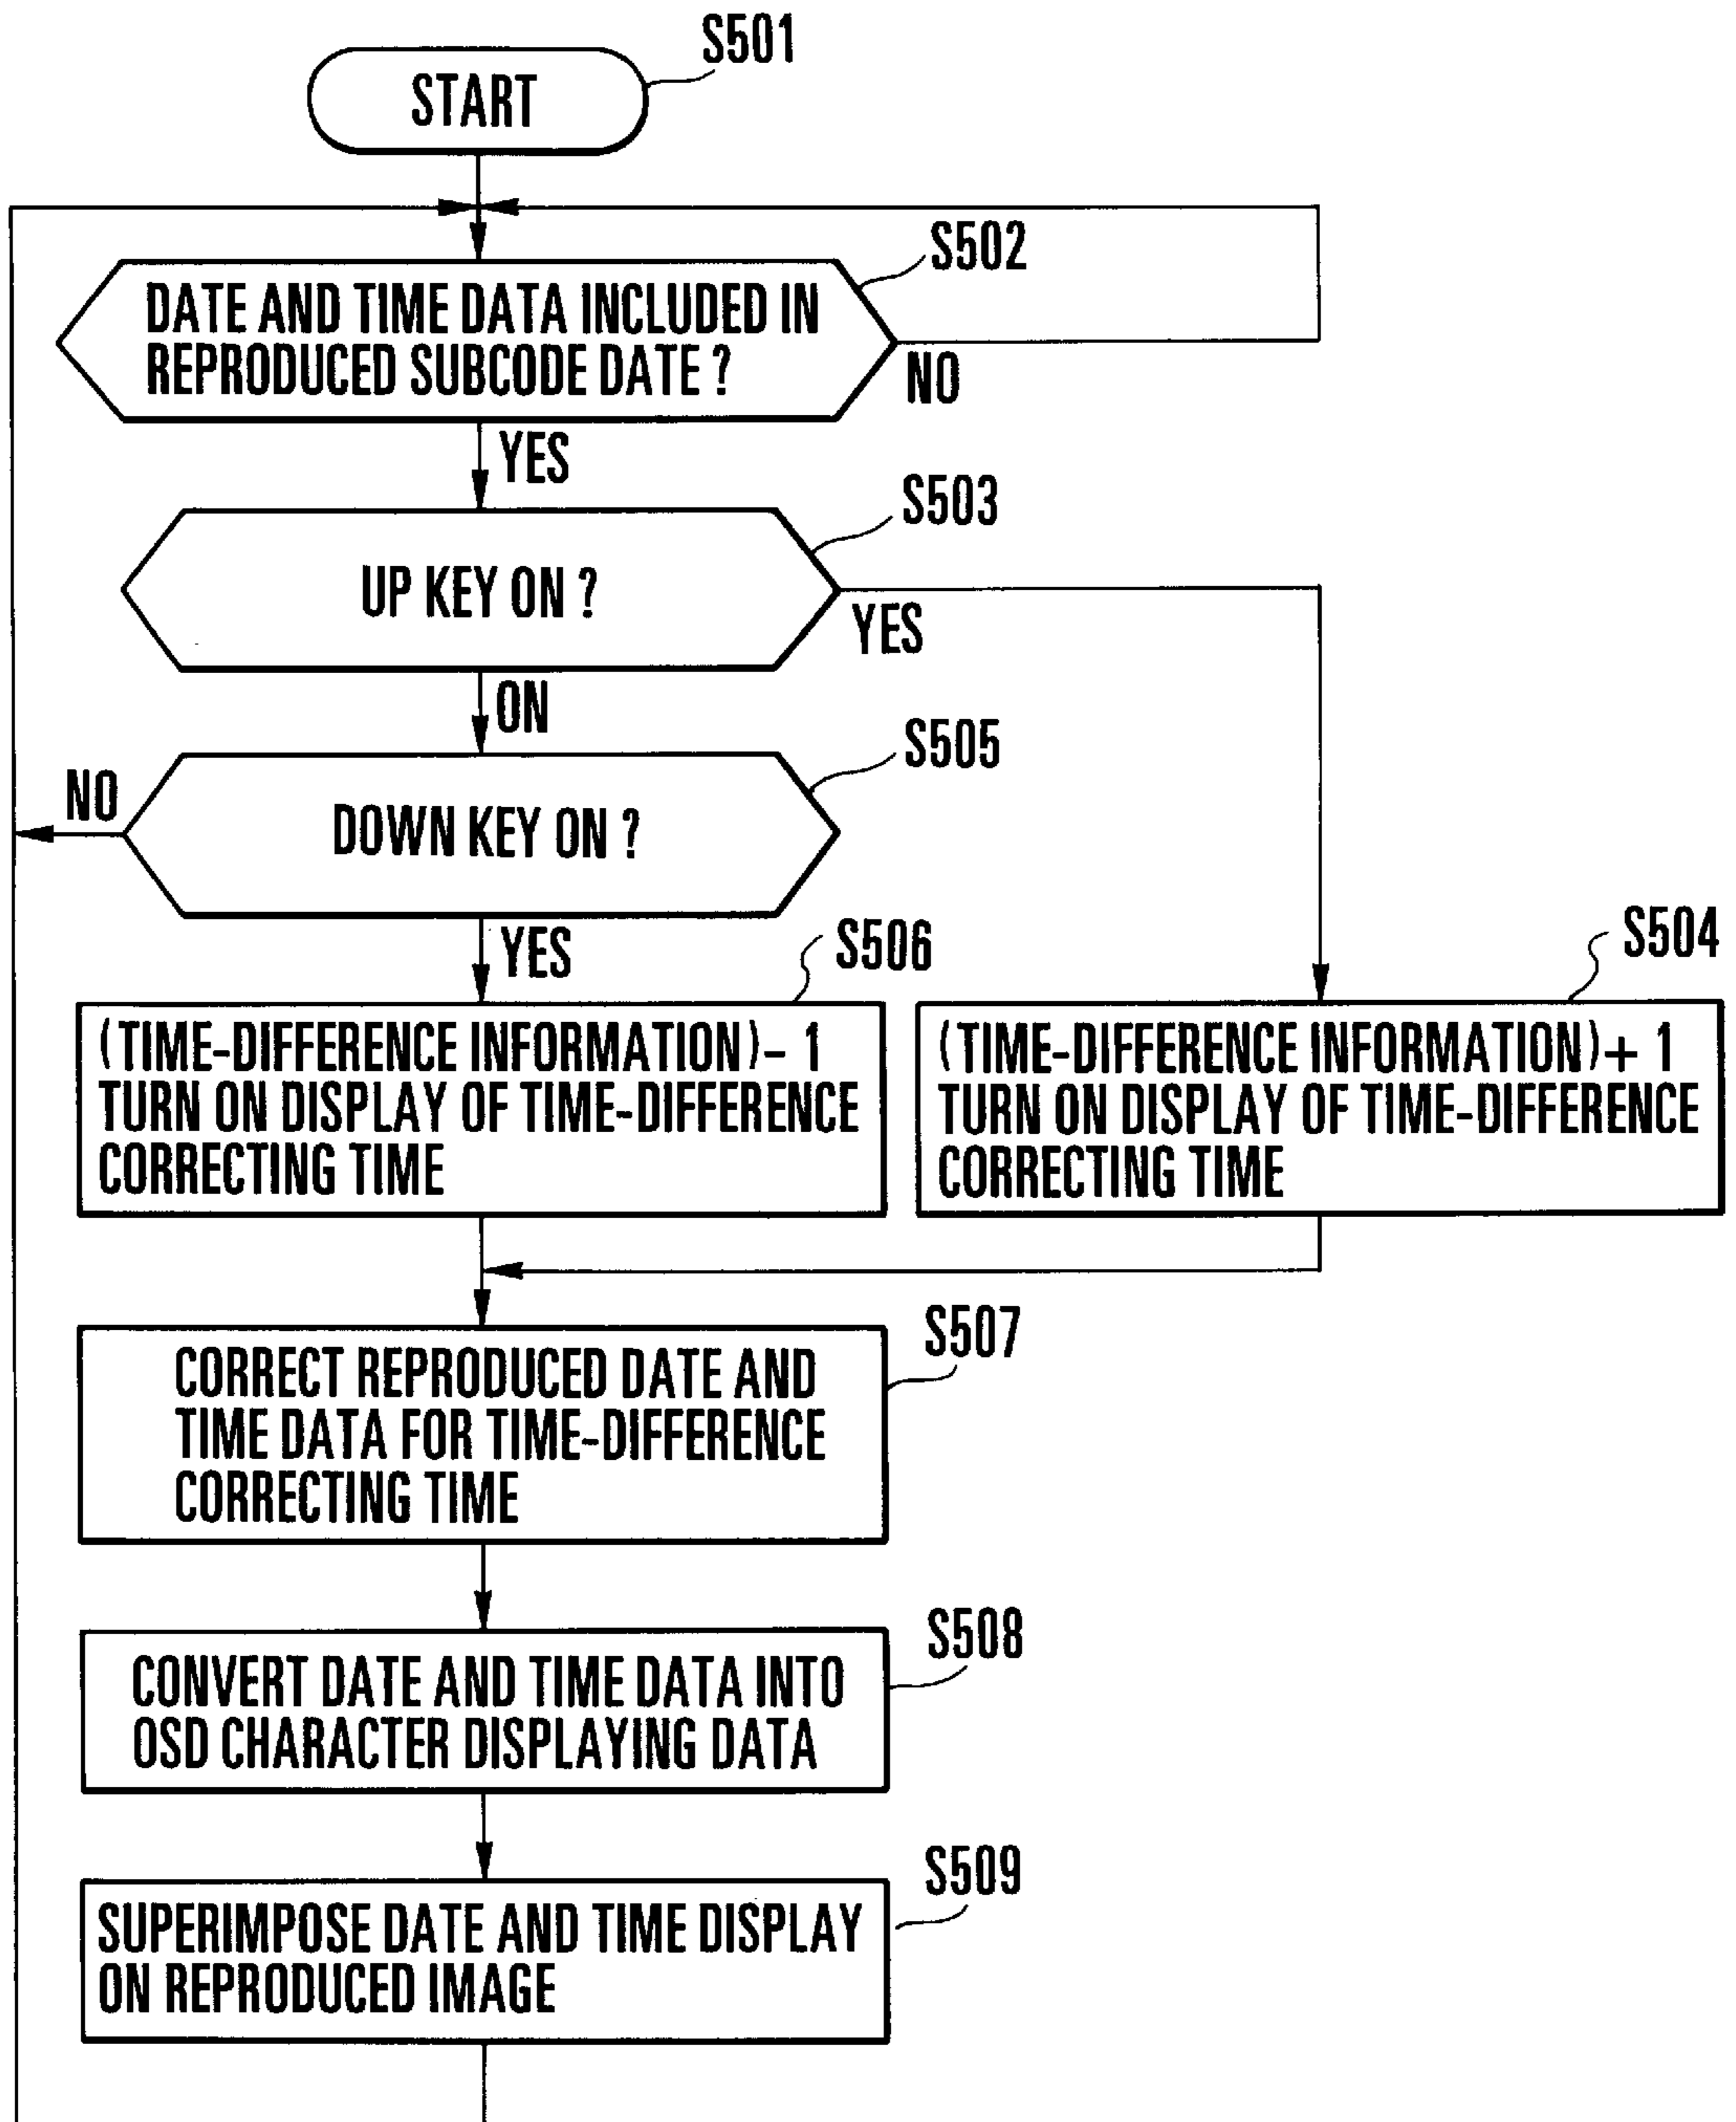 S501
START
S502
DATE AND TIME DATA INCLUDED IN
REPRODUCED SUBCODE DATE ?
NO
YES
S503
UP KEY ON ?
YES
ON
S505
NO
DOWN KEY ON ?
YES
S506
S504
(TIME-DIFFERENCE INFORMATION)- 1
TURN ON DISPLAY OF TIME-DIFFERENCE
CORRECTING TIME
(TIME-DIFFERENCE INFORMATION)+ 1
TURN ON DISPLAY OF TIME-DIFFERENCE
CORRECTING TIME
S507
CORRECT REPRODUCED DATE AND
TIME DATA FOR TIME-DIFFERENCE
CORRECTING TIME
S508
CONVERT DATE AND TIME DATA INTO
OSD CHARACTER DISPLAYING DATA
S509
SUPERIMPOSE DATE AND TIME DISPLAY
ON REPRODUCED IMAGE